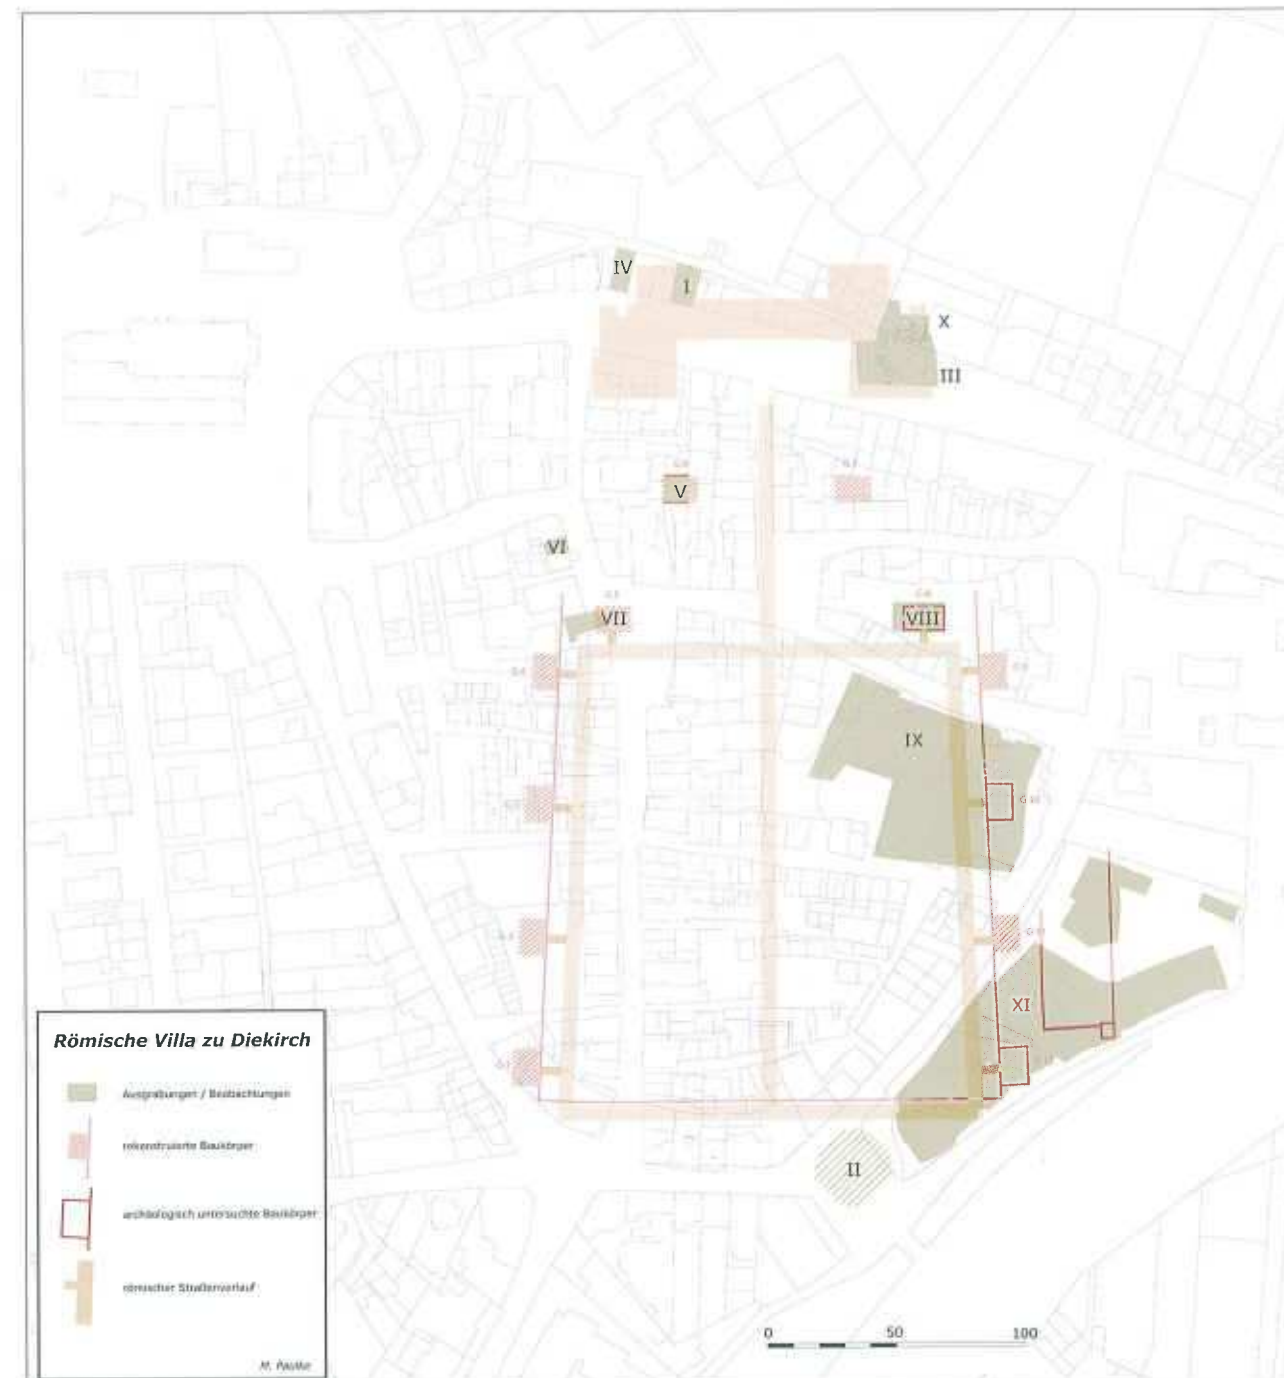 IV
I
X
III
V
VI
VII
VIII
IX
G 10
XI
II
Römische Villa zu Diekirch
Ausgrabungen / Beobachtungen
rekonstruierte Baukörper
archäologisch untersuchte Baukörper
römischer Straßenverlauf
M. Paulke
0 50 100